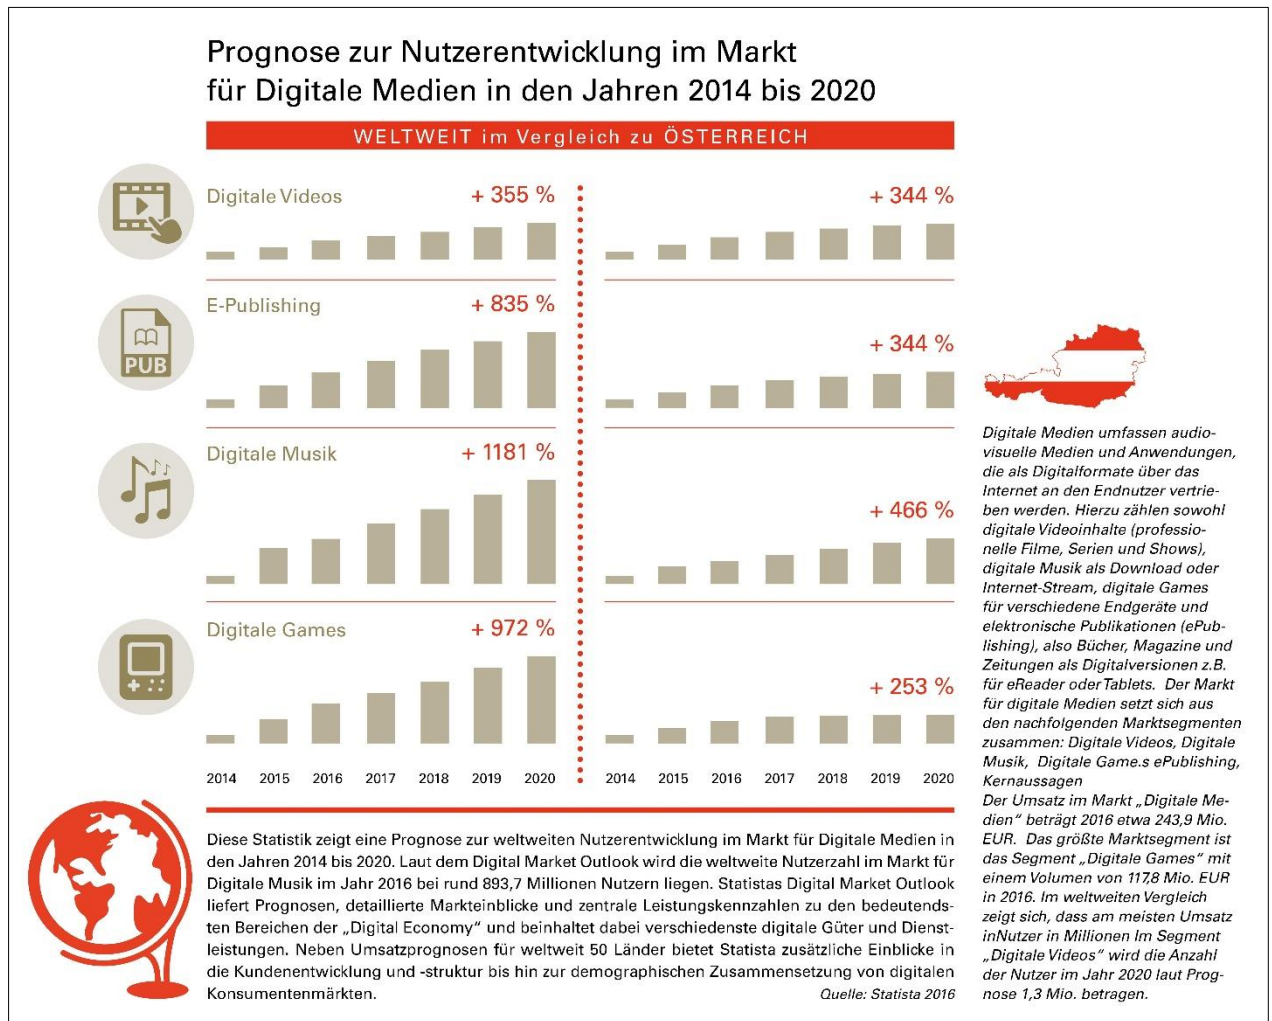 Prognose zur Nutzerentwicklung im Markt
für Digitale Medien in den Jahren 2014 bis 2020
WELTWEIT im Vergleich zu ÖSTERREICH
Digitale Videos + 355 % + 344 %
E-Publishing + 835 % + 344 %
PUB
Digitale Musik + 1181 % + 466 %
Digitale Games + 972 % + 253 %
2014 2015 2016 2017 2018 2019 2020 2014 2015 2016 2017 2018 2019 2020
Diese Statistik zeigt eine Prognose zur weltweiten Nutzerentwicklung im Markt für Digitale Medien in
den Jahren 2014 bis 2020. Laut dem Digital Market Outlook wird die weltweite Nutzerzahl im Markt für
Digitale Musik im Jahr 2016 bei rund 893,7 Millionen Nutzern liegen. Statistas Digital Market Outlook
liefert Prognosen, detaillierte Markteinblicke und zentrale Leistungskennzahlen zu den bedeutends-
ten Bereichen der „Digital Economy“ und beinhaltet dabei verschiedenste digitale Güter und Dienst-
leistungen. Neben Umsatzprognosen für weltweit 50 Länder bietet Statista zusätzliche Einblicke in
die Kundenentwicklung und -struktur bis hin zur demographischen Zusammensetzung von digitalen
Konsumentenmärkten. Quelle: Statista 2016
Digitale Medien umfassen audio-
visuelle Medien und Anwendungen,
die als Digitalformate über das
Internet an den Endnutzer vertrie-
ben werden. Hierzu zählen sowohl
digitale Videoinhalte (professio-
nelle Filme, Serien und Shows),
digitale Musik als Download oder
Internet-Stream, digitale Games
für verschiedene Endgeräte und
elektronische Publikationen (ePub-
lishing), also Bücher, Magazine und
Zeitungen als Digitalversionen z.B.
für eReader oder Tablets. Der Markt
für digitale Medien setzt sich aus
den nachfolgenden Marktsegmenten
zusammen: Digitale Videos, Digitale
Musik, Digitale Game.s ePublishing,
Kernaussagen
Der Umsatz im Markt „Digitale Me-
dien“ beträgt 2016 etwa 243,9 Mio.
EUR. Das größte Marktsegment ist
das Segment „Digitale Games“ mit
einem Volumen von 117,8 Mio. EUR
in 2016. Im weltweiten Vergleich
zeigt sich, dass am meisten Umsatz
inNutzer in Millionen Im Segment
„Digitale Videos“ wird die Anzahl
der Nutzer im Jahr 2020 laut Prog-
nose 1,3 Mio. betragen.